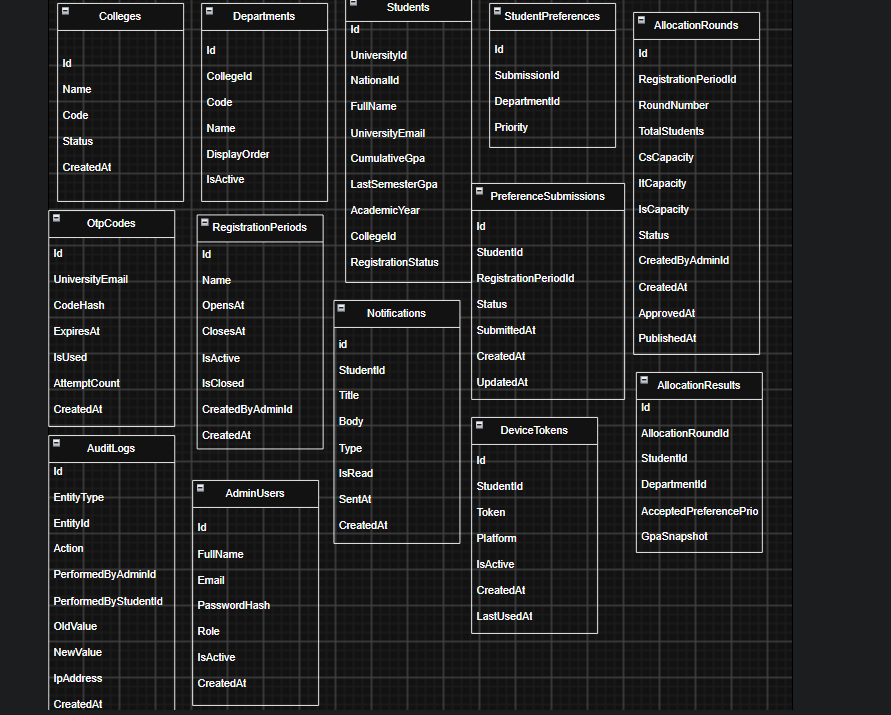 Colleges
Id
Name
Code
Status
CreatedAt
Departments
Id
CollegeId
Code
Name
DisplayOrder
IsActive
Students
Id
UniversityId
NationalId
FullName
UniversityEmail
CumulativeGpa
LastSemesterGpa
AcademicYear
CollegeId
RegistrationStatus
StudentPreferences
Id
SubmissionId
DepartmentId
Priority
AllocationRounds
Id
RegistrationPeriodId
RoundNumber
TotalStudents
CsCapacity
ItCapacity
IsCapacity
Status
CreatedByAdminId
CreatedAt
ApprovedAt
PublishedAt
OtpCodes
Id
UniversityEmail
CodeHash
ExpiresAt
IsUsed
AttemptCount
CreatedAt
RegistrationPeriods
Id
Name
OpensAt
ClosesAt
IsActive
IsClosed
CreatedByAdminId
CreatedAt
PreferenceSubmissions
Id
StudentId
RegistrationPeriodId
Status
SubmittedAt
CreatedAt
UpdatedAt
Notifications
id
StudentId
Title
Body
Type
IsRead
SentAt
CreatedAt
AllocationResults
Id
AllocationRoundId
StudentId
DepartmentId
AcceptedPreferencePrio
GpaSnapshot
DeviceTokens
Id
StudentId
Token
Platform
IsActive
CreatedAt
LastUsedAt
AuditLogs
Id
EntityType
EntityId
Action
PerformedByAdminId
PerformedByStudentId
OldValue
NewValue
IpAddress
CreatedAt
AdminUsers
Id
FullName
Email
PasswordHash
Role
IsActive
CreatedAt